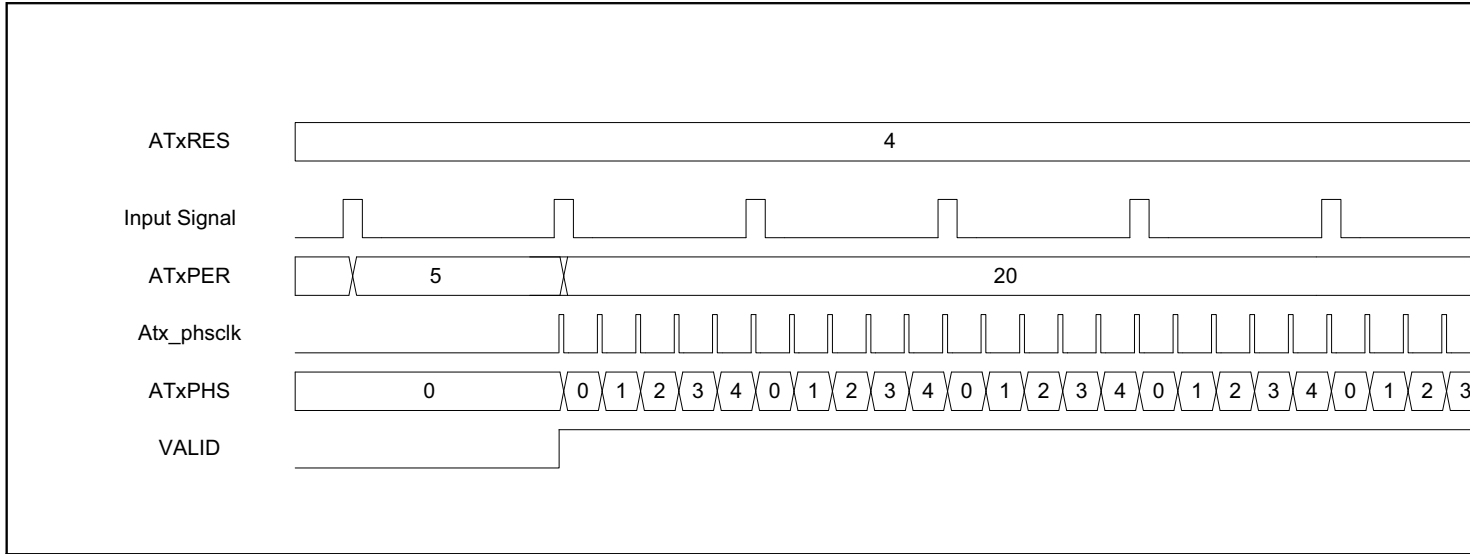 ATxRES 4
Input Signal
ATxPER 5 20
Atx_phsclk
ATxPHS 0 0 1 2 3 4 0 1 2 3 4 0 1 2 3 4 0 1 2 3 4 0 1 2 3
VALID